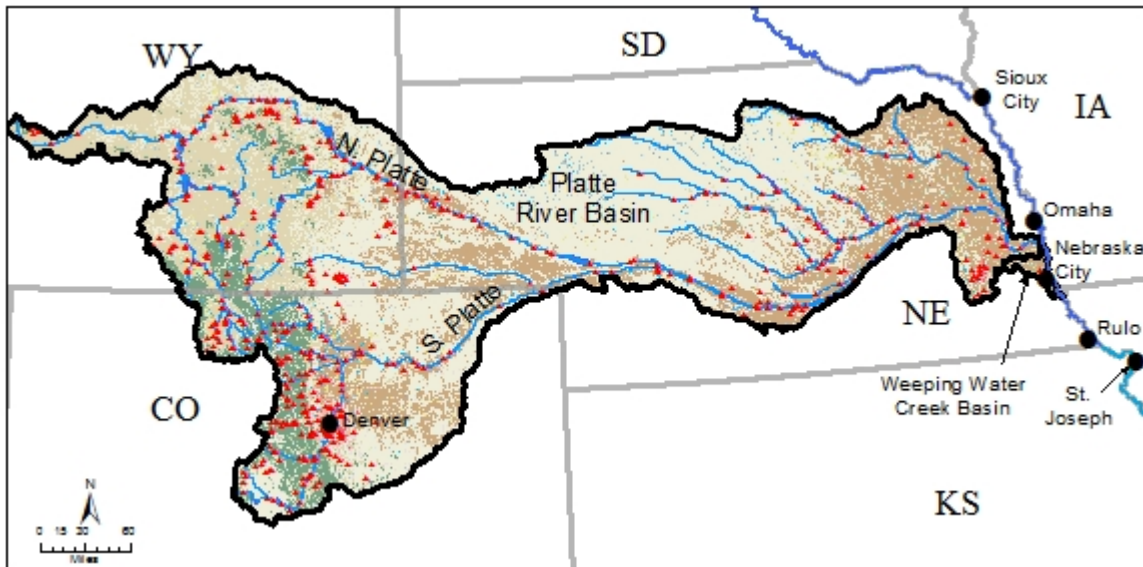 WY
SD
Sioux
City
IA
N. Platte
Platte
River Basin
Omaha
Nebraska
City
S. Platte
NE
Rulo
Weeping Water
Creek Basin
St.
Joseph
CO
Denver
KS
N
0 15 30 60
Miles